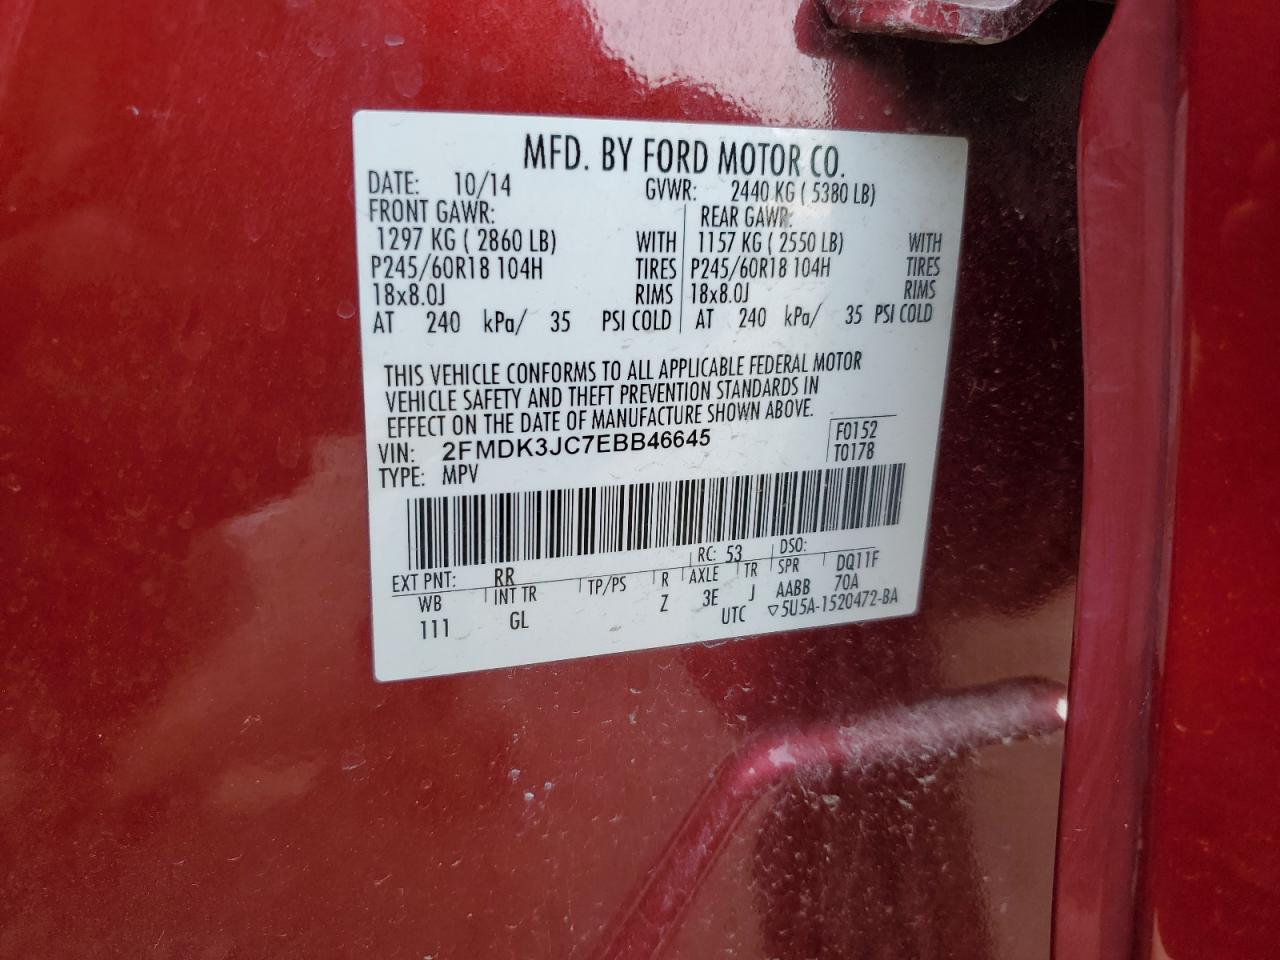 MFD. BY FORD MOTOR CO.
DATE: 10/14 GVWR: 2440 KG ( 5380 LB)
FRONT GAWR: REAR GAWR:
1297 KG ( 2860 LB) WITH 1157 KG ( 2550 LB) WITH
P245/60R18 104H TIRES P245/60R18 104H TIRES
18x8.0J RIMS 18x8.0J RIMS
AT 240 kPa/ 35 PSI COLD AT 240 kPa/ 35 PSI COLD
THIS VEHICLE CONFORMS TO ALL APPLICABLE FEDERAL MOTOR
VEHICLE SAFETY AND THEFT PREVENTION STANDARDS IN
EFFECT ON THE DATE OF MANUFACTURE SHOWN ABOVE.
VIN: 2FMDK3JC7EBB46645 F0152
TYPE: MPV T0178
EXT PNT: RR RC: 53 DSO:
WB INT TR TP/PS R AXLE TR SPR DQ11F
111 GL Z 3E J AABB 70A
UTC ▽5U5A-1520472-BA